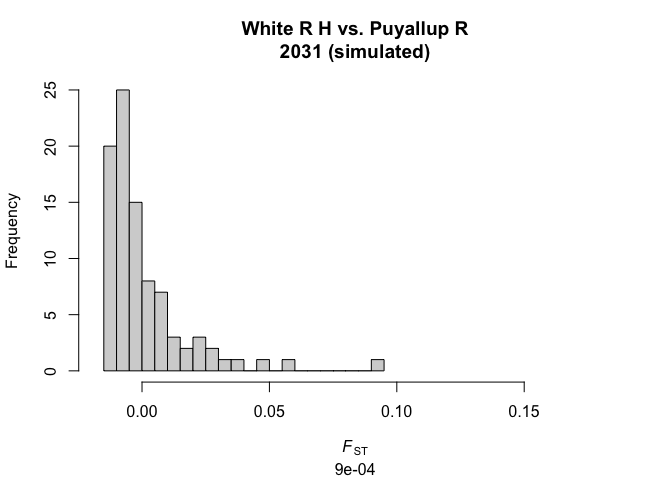 White R H vs. Puyallup R
2031 (simulated)
Frequency
25
20
15
10
5
0
0.00 0.05 0.10 0.15
FST
9e-04